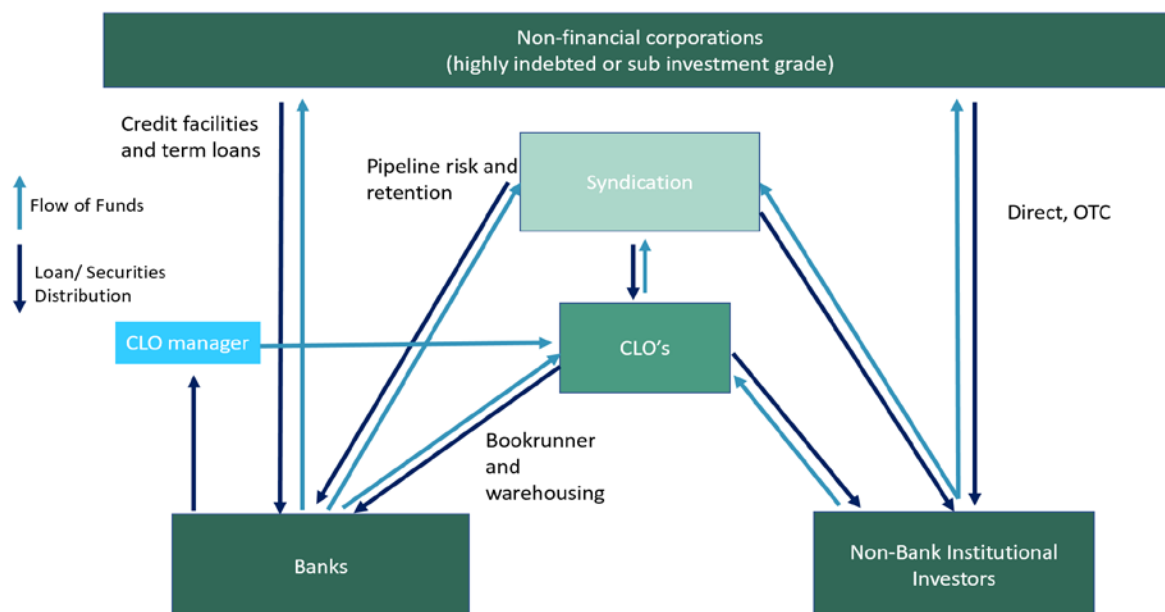 Non-financial corporations
(highly indebted or sub investment grade)
Credit facilities
and term loans
Pipeline risk and
retention
Syndication
Flow of Funds
Direct, OTC
Loan/ Securities
Distribution
CLO manager
CLO's
Bookrunner
and
warehousing
Banks
Non-Bank Institutional
Investors